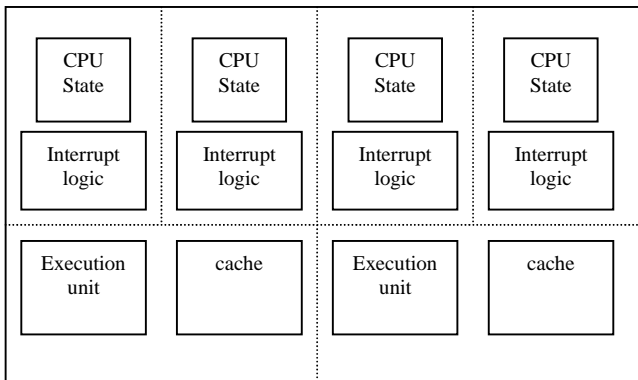 CPU
State
CPU
State
CPU
State
CPU
State
Interrupt
logic
Interrupt
logic
Interrupt
logic
Interrupt
logic
Execution
unit
cache
Execution
unit
cache